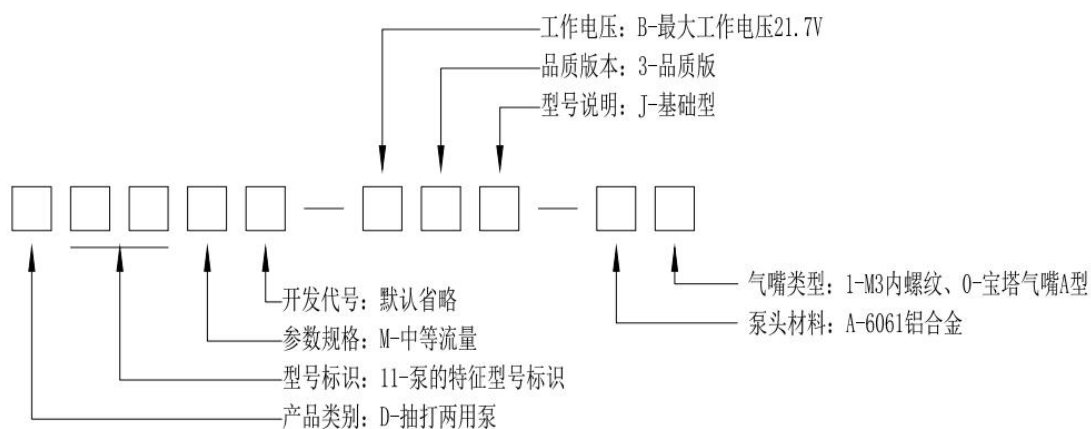 工作电压: B-最大工作电压21.7V
品质版本: 3-品质版
型号说明: J-基础型
开发代号: 默认省略
参数规格: M-中等流量
型号标识: 11-泵的特征型号标识
产品类别: D-抽打两用泵
气嘴类型: 1-M3内螺纹、0-宝塔气嘴A型
泵头材料: A-6061铝合金